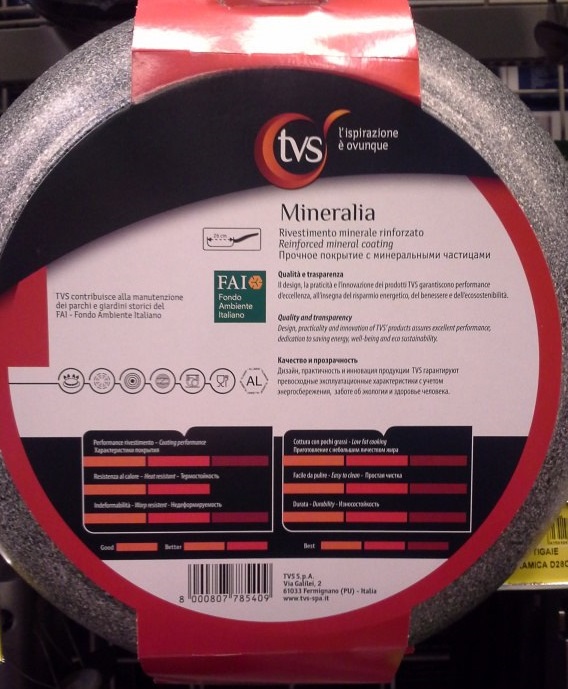 tvs
l'ispirazione
è ovunque
Mineralia
26 cm
Rivestimento minerale rinforzato
Reinforced mineral coating
Прочное покрытие с минеральными частицами
TVS contribuisce alla manutenzione
dei parchi e giardini storici del
FAI - Fondo Ambiente Italiano
FAI
Fondo
Ambiente
Italiano
Qualità e trasparenza
Il design, la praticità e l'innovazione dei prodotti TVS garantiscono performance
d'eccellenza, all'insegna del risparmio energetico, del benessere e dell'ecosostenibilità.
Quality and transparency
Design, practicality and innovation of TVS' products assures excellent performance,
dedication to saving energy, well-being and eco sustainability.
Качество и прозрачность
Дизайн, практичность и инновация продукции TVS гарантируют
превосходные эксплуатационные характеристики с учетом
энергосбережения, заботе об экологии и здоровье человека.
AL
Performance rivestimento - Coating performance
Характеристики покрытия
Resistenza al calore - Heat resistent - Термостойкость
Indeformabilità - Warp resistent - Недеформируемость
Cottura con pochi grassi - Low fat cooking
Приготовление с небольшим количеством жира
Facile da pulire - Easy to clean - Простая чистка
Durata - Durability - Износостойкость
Good
Better
Best
8 000807 785409
TVS S.p.A.
Via Galilei, 2
61033 Fermignano (PU) - Italia
www.tvs-spa.it
TIGAIE